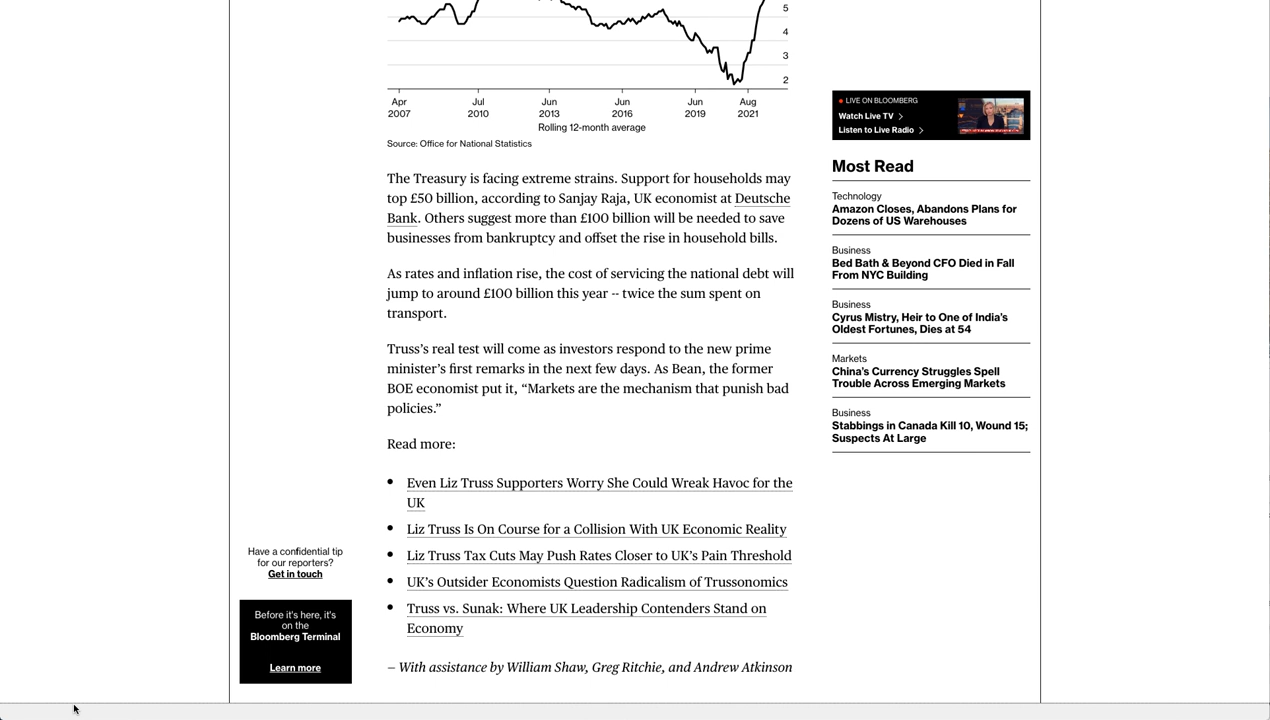 5
4
3
2
Apr Jul Jun Jun Jun Aug
2007 2010 2013 2016 2019 2021
Rolling 12-month average
Source: Office for National Statistics
The Treasury is facing extreme strains. Support for households may
top £50 billion, according to Sanjay Raja, UK economist at Deutsche
Bank. Others suggest more than £100 billion will be needed to save
businesses from bankruptcy and offset the rise in household bills.
As rates and inflation rise, the cost of servicing the national debt will
jump to around £100 billion this year -- twice the sum spent on
transport.
Truss’s real test will come as investors respond to the new prime
minister’s first remarks in the next few days. As Bean, the former
BOE economist put it, “Markets are the mechanism that punish bad
policies.”
Read more:
• Even Liz Truss Supporters Worry She Could Wreak Havoc for the
UK
• Liz Truss Is On Course for a Collision With UK Economic Reality
• Liz Truss Tax Cuts May Push Rates Closer to UK’s Pain Threshold
• UK’s Outsider Economists Question Radicalism of Trussonomics
• Truss vs. Sunak: Where UK Leadership Contenders Stand on
Economy
– With assistance by William Shaw, Greg Ritchie, and Andrew Atkinson
Have a confidential tip
for our reporters?
Get in touch
Before it's here, it's
on the
Bloomberg Terminal
Learn more
LIVE ON BLOOMBERG
Watch Live TV
Listen to Live Radio
Most Read
Technology
Amazon Closes, Abandons Plans for
Dozens of US Warehouses
Business
Bed Bath & Beyond CFO Died in Fall
From NYC Building
Business
Cyrus Mistry, Heir to One of India’s
Oldest Fortunes, Dies at 54
Markets
China’s Currency Struggles Spell
Trouble Across Emerging Markets
Business
Stabbings in Canada Kill 10, Wound 15;
Suspects At Large